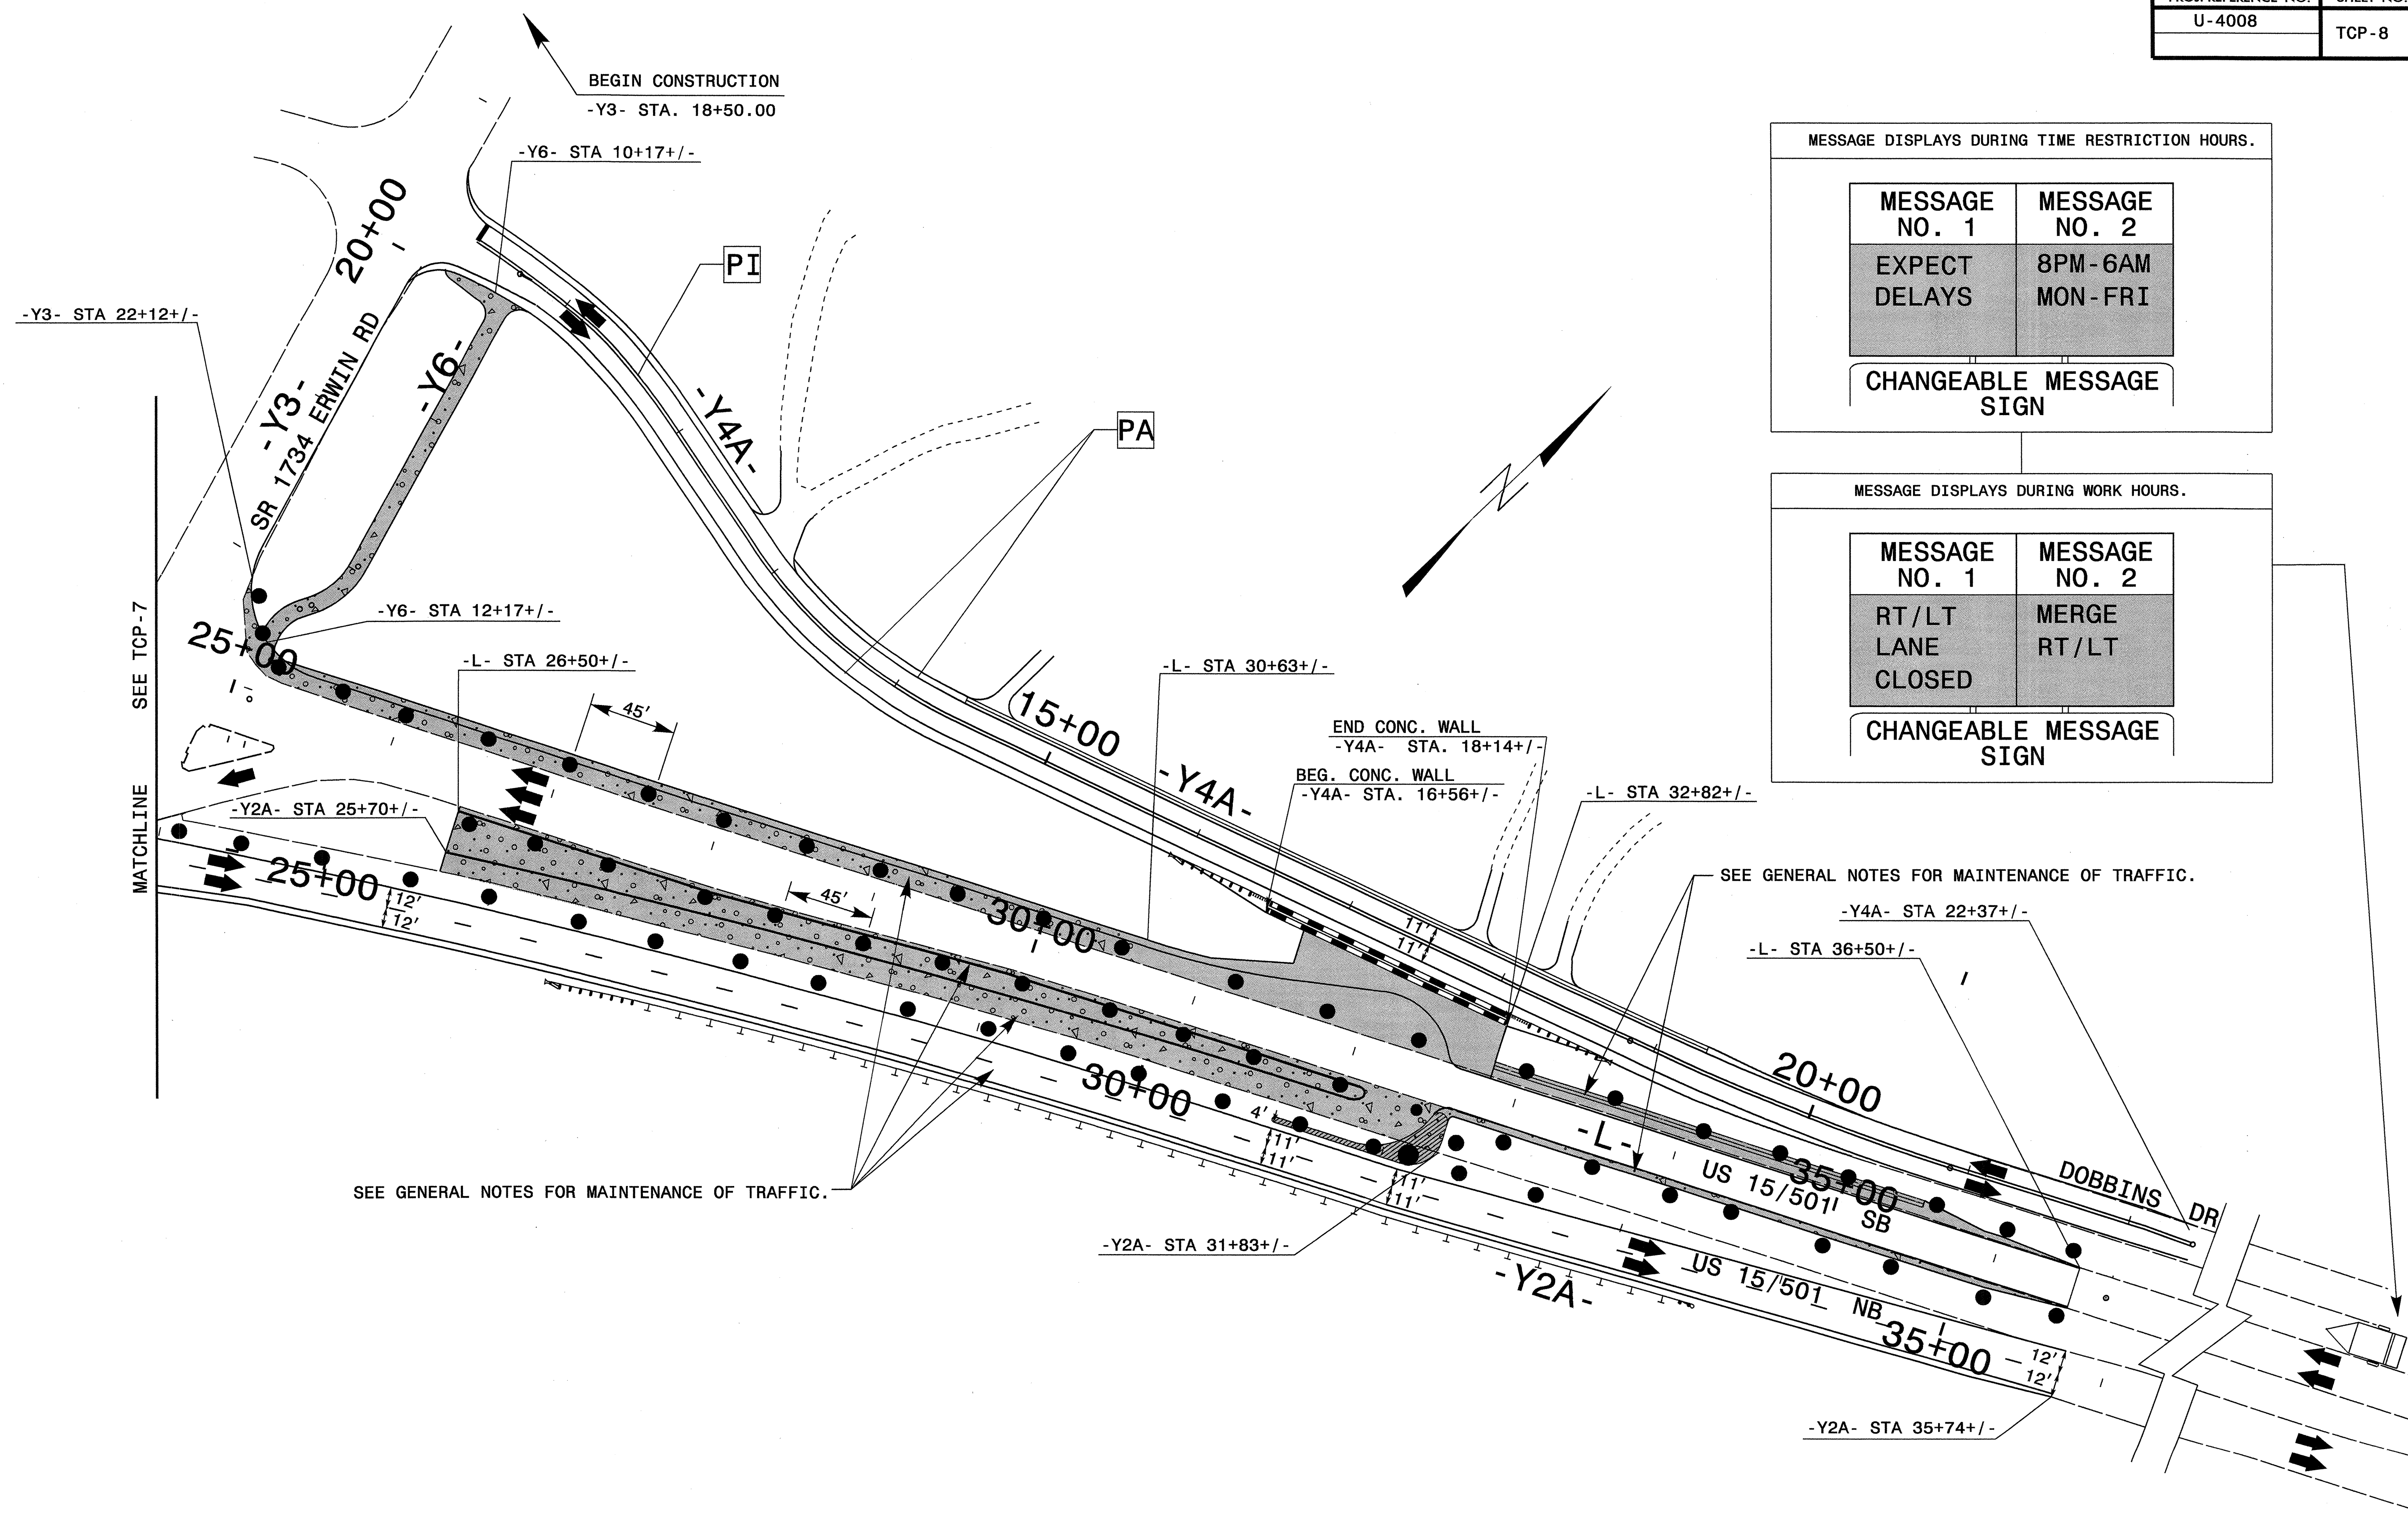 PROJ. REFERENCE NO. SHEET NO.
U-4008 TCP-8
BEGIN CONSTRUCTION
-Y3- STA. 18+50.00
-Y6- STA 10+17+/-
20+00
PI
-Y3- STA 22+12+/-
-Y3-
SR 1734 ERWIN RD
-Y6-
-Y4A-
PA
MESSAGE DISPLAYS DURING TIME RESTRICTION HOURS.
MESSAGE NO. 1
MESSAGE NO. 2
EXPECT
DELAYS
8PM-6AM
MON-FRI
CHANGEABLE MESSAGE
SIGN
MESSAGE DISPLAYS DURING WORK HOURS.
MESSAGE NO. 1
MESSAGE NO. 2
RT/LT
LANE
CLOSED
MERGE
RT/LT
CHANGEABLE MESSAGE
SIGN
MATCHLINE SEE TCP-7
25+00
-Y6- STA 12+17+/-
-L- STA 26+50+/-
45'
-L- STA 30+63+/-
15+00
END CONC. WALL
-Y4A- STA. 18+14+/-
BEG. CONC. WALL
-Y4A- STA. 16+56+/-
-Y4A-
-L- STA 32+82+/-
-Y2A- STA 25+70+/-
25+00
12'
12'
45'
30+00
11'
11'
SEE GENERAL NOTES FOR MAINTENANCE OF TRAFFIC.
-Y4A- STA 22+37+/-
-L- STA 36+50+/-
20+00
30+00
4'
11'
11'
11'
11'
-L-
US 15/501 SB
35+00
DOBBINS DR
SEE GENERAL NOTES FOR MAINTENANCE OF TRAFFIC.
-Y2A- STA 31+83+/-
-Y2A-
US 15/501 NB
35+00
12'
12'
-Y2A- STA 35+74+/-